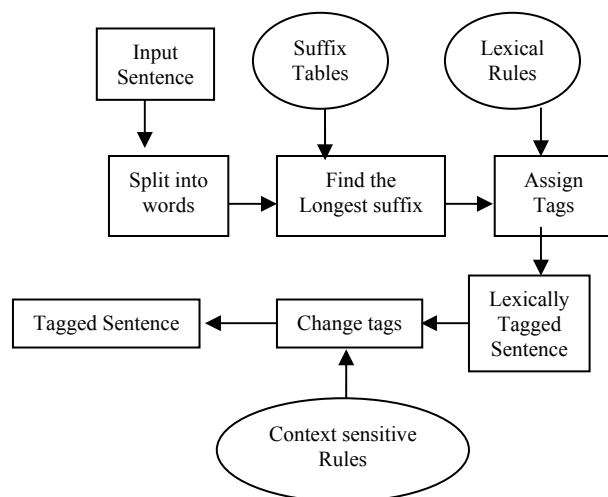 Input
Sentence
Suffix
Tables
Lexical
Rules
Split into
words
Find the
Longest suffix
Assign
Tags
Tagged Sentence
Change tags
Lexically
Tagged
Sentence
Context sensitive
Rules